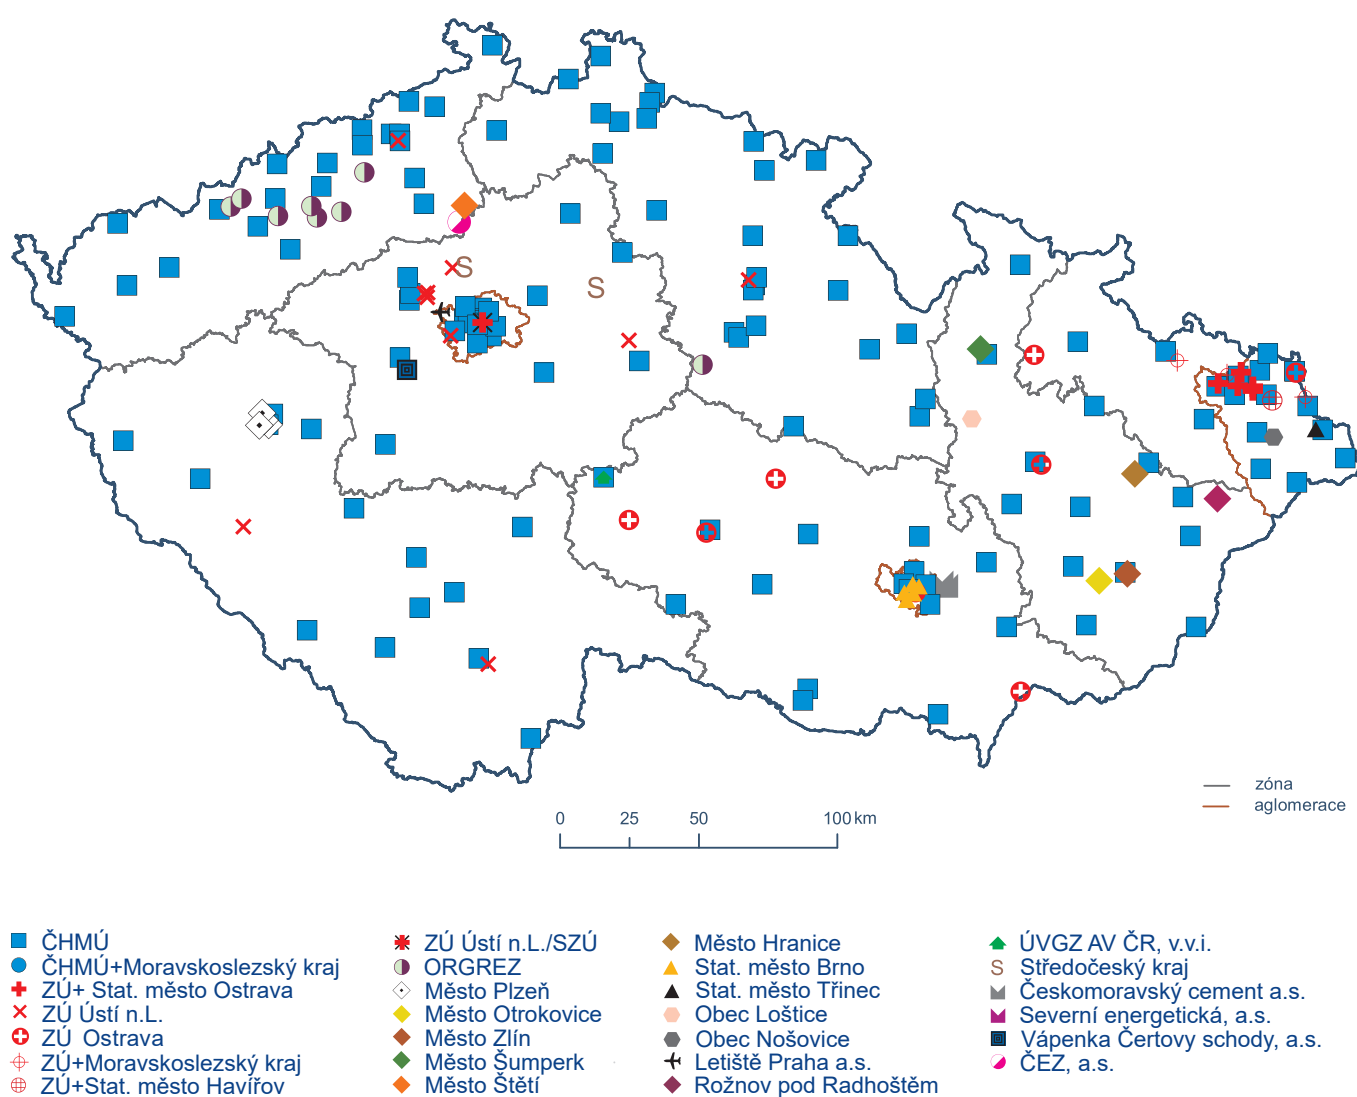 S
S
zóna
aglomerace
0 25 50 100 km
ČHMÚ
ČHMÚ+Moravskoslezský kraj
ZÚ+ Stat. město Ostrava
ZÚ Ústí n.L.
ZÚ Ostrava
ZÚ+Moravskoslezský kraj
ZÚ+Stat. město Havířov
ZÚ Ústí n.L./SZÚ
ORGREZ
Město Plzeň
Město Otrokovice
Město Zlín
Město Šumperk
Město Štětí
Město Hranice
Stat. město Brno
Stat. město Třinec
Obec Loštice
Obec Nošovice
Letiště Praha a.s.
Rožnov pod Radhoštěm
ÚVGZ AV ČR, v.v.i.
S Středočeský kraj
Českomoravský cement a.s.
Severní energetická, a.s.
Vápenka Čertovy schody, a.s.
ČEZ, a.s.